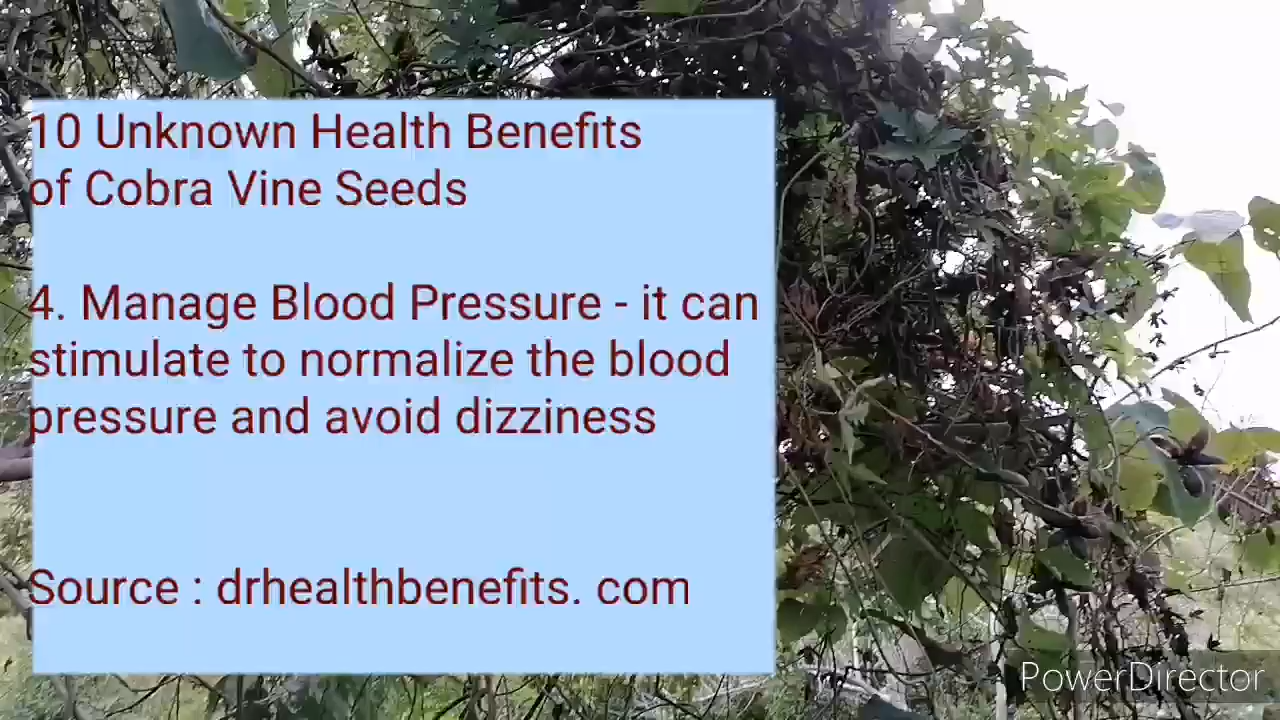 10 Unknown Health Benefits
of Cobra Vine Seeds
4. Manage Blood Pressure - it can
stimulate to normalize the blood
pressure and avoid dizziness
Source : drhealthbenefits. com
PowerDirector